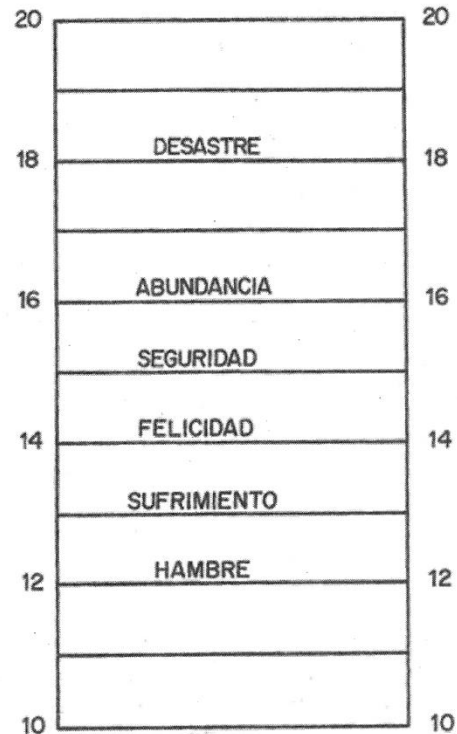 20 20
DESASTRE
18 18
ABUNDANCIA
16 16
SEGURIDAD
FELICIDAD
14 14
SUFRIMIENTO
HAMBRE
12 12
10 10